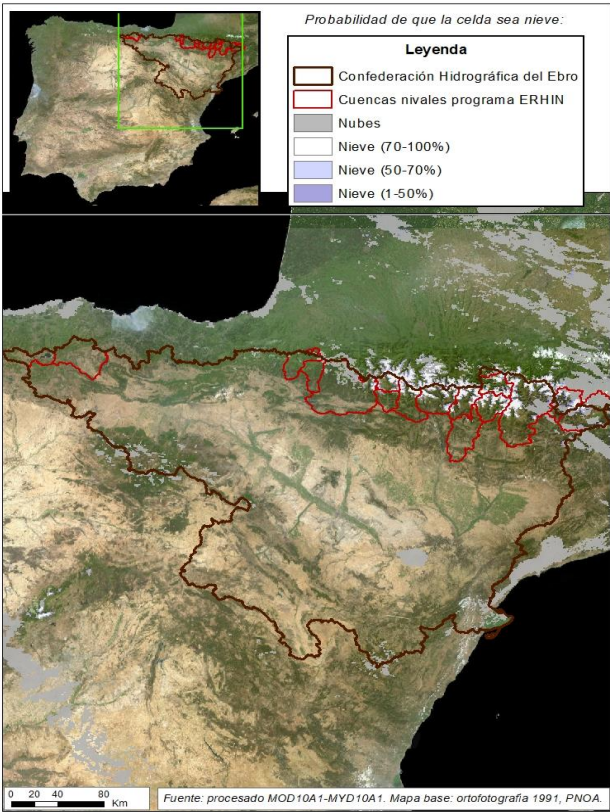 Probabilidad de que la celda sea nieve:
Leyenda
Confederación Hidrográfica del Ebro
Cuencas nivales programa ERHIN
Nubes
Nieve (70-100%)
Nieve (50-70%)
Nieve (1-50%)
0 20 40 80
Km
Fuente: procesado MOD10A1-MYD10A1. Mapa base: ortofotografía 1991, PNOA.